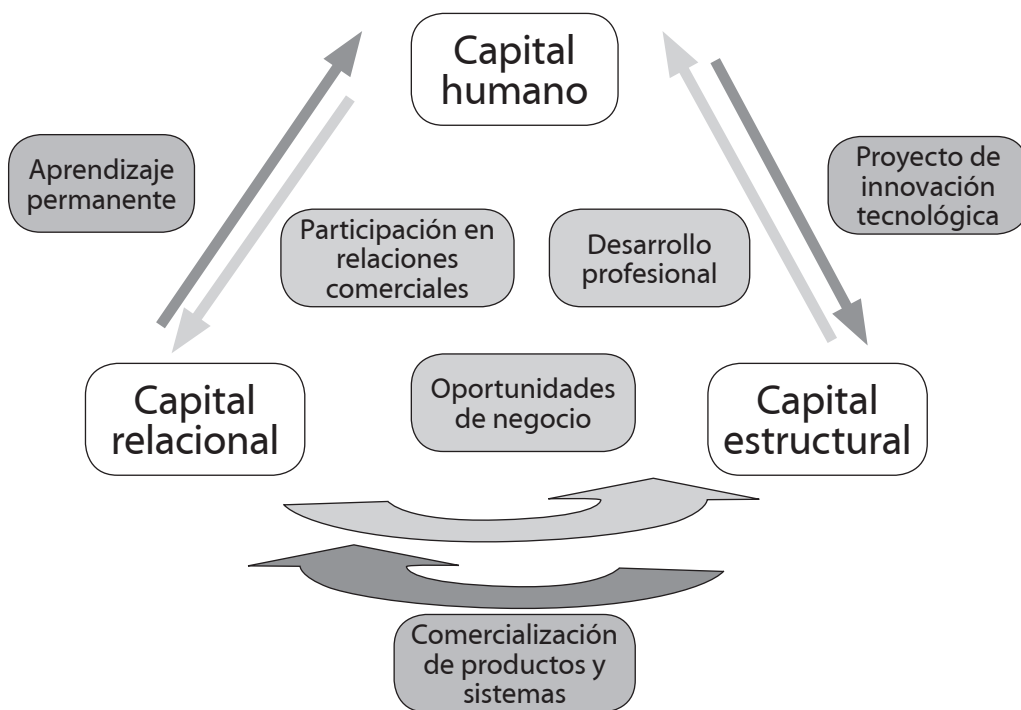 Capital
humano
Aprendizaje
permanente
Proyecto de
innovación
tecnológica
Participación en
relaciones
comerciales
Desarrollo
profesional
Capital
relacional
Oportunidades
de negocio
Capital
estructural
Comercialización
de productos y
sistemas